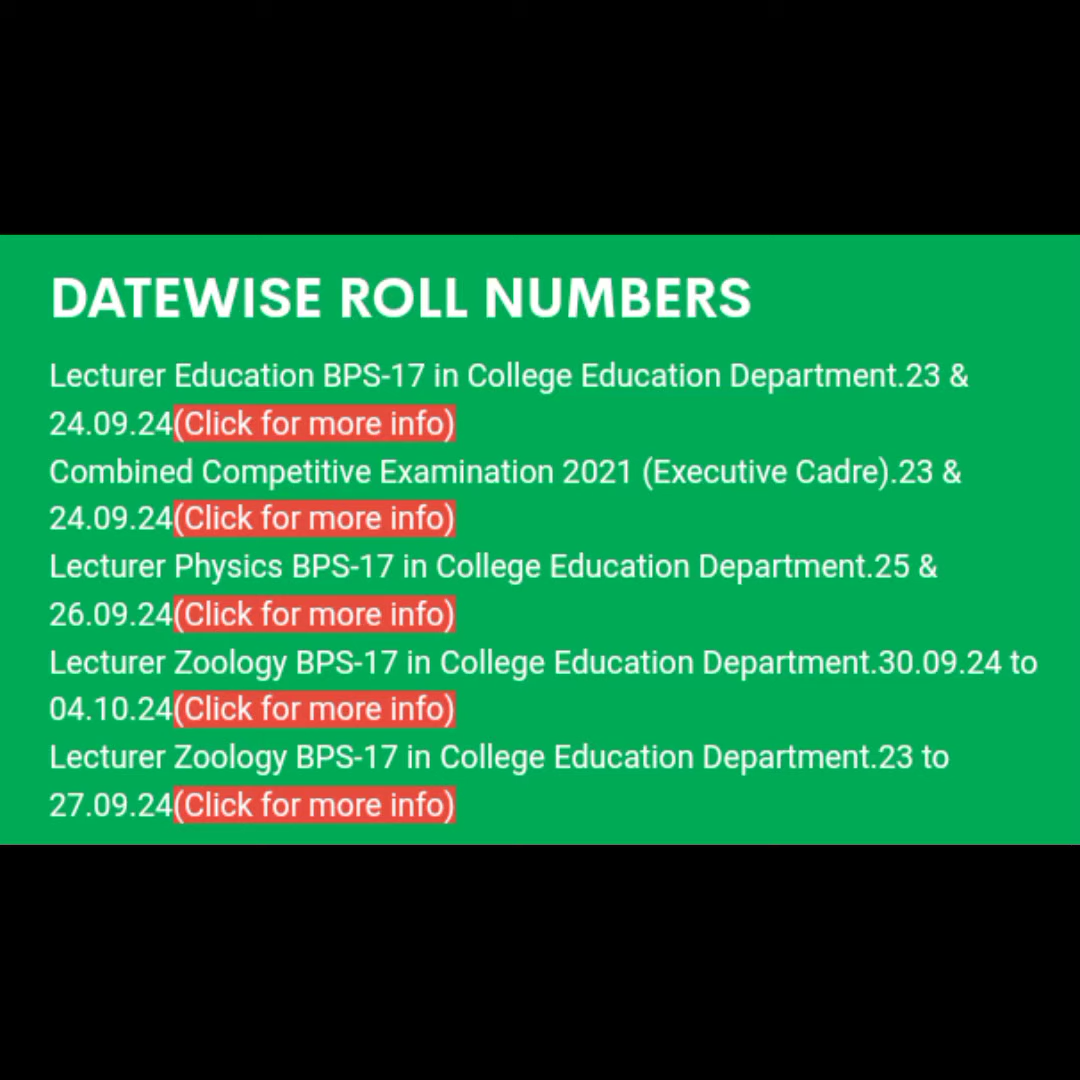 DATEWISE ROLL NUMBERS
Lecturer Education BPS-17 in College Education Department.23 &
24.09.24(Click for more info)
Combined Competitive Examination 2021 (Executive Cadre).23 &
24.09.24(Click for more info)
Lecturer Physics BPS-17 in College Education Department.25 &
26.09.24(Click for more info)
Lecturer Zoology BPS-17 in College Education Department.30.09.24 to
04.10.24(Click for more info)
Lecturer Zoology BPS-17 in College Education Department.23 to
27.09.24(Click for more info)